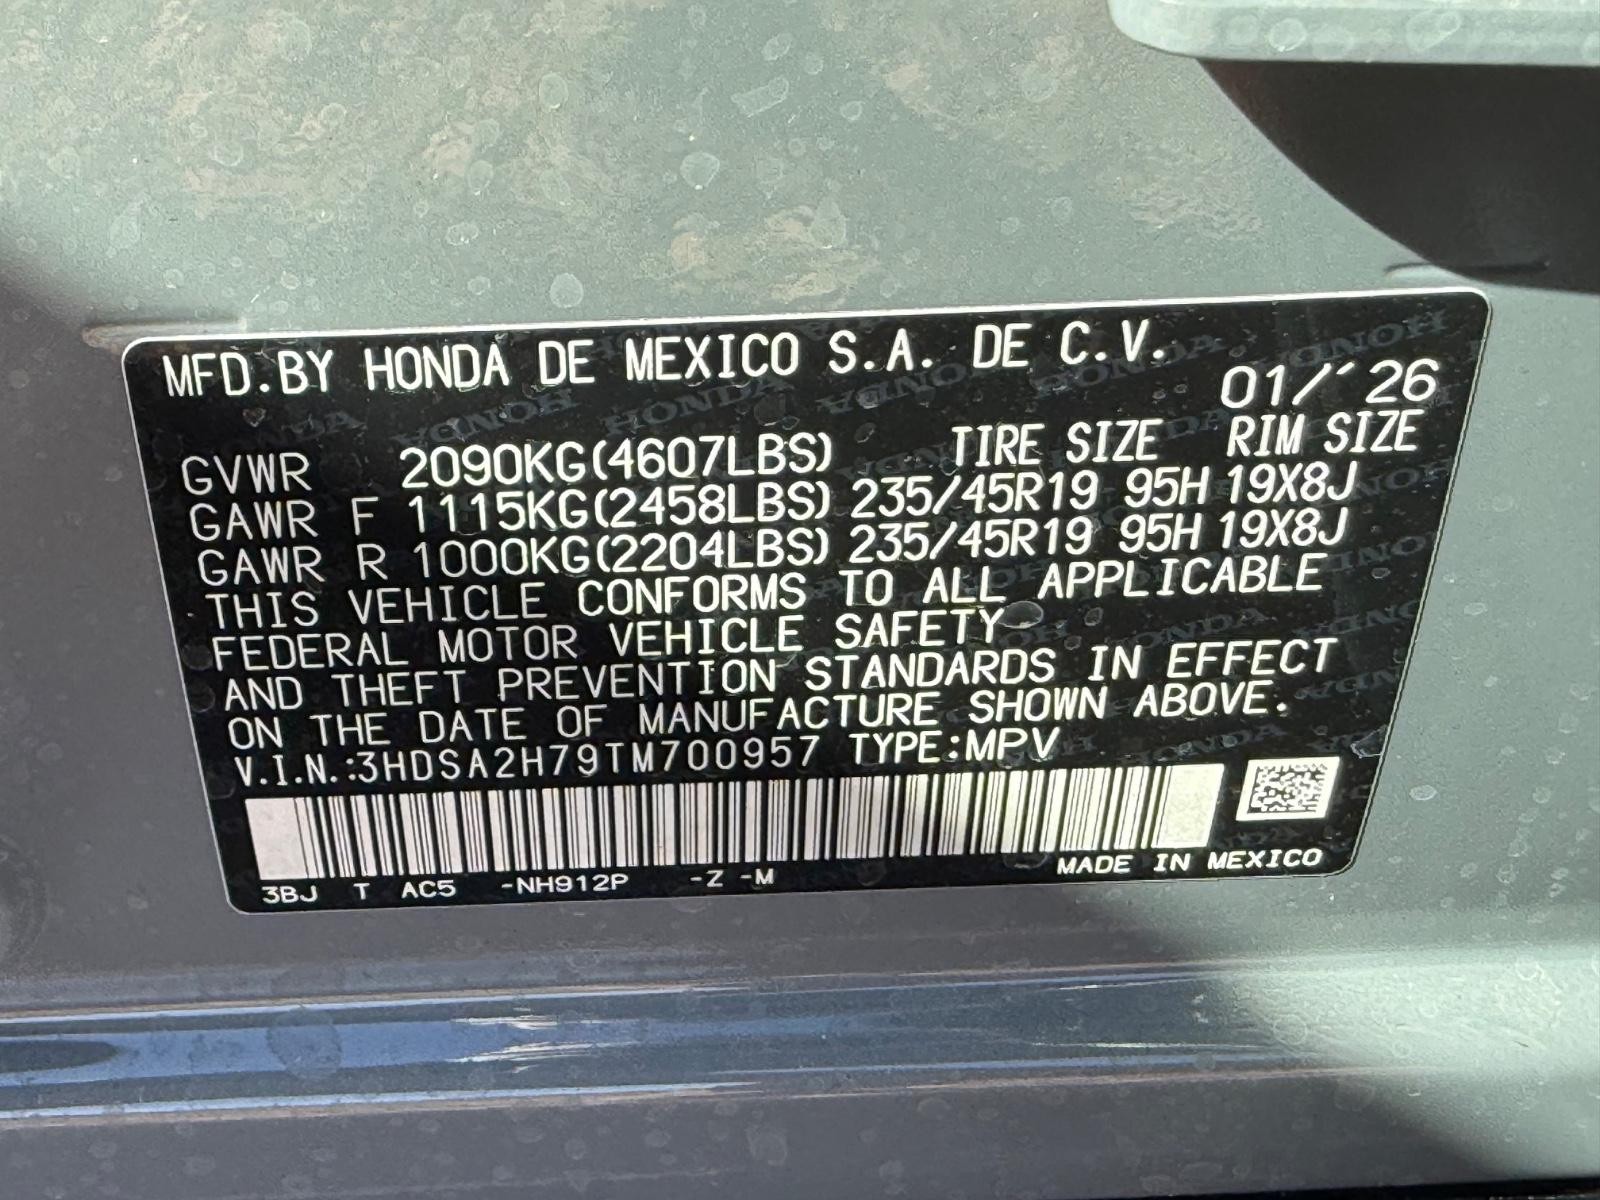 MFD.BY HONDA DE MEXICO S.A. DE C.V.
01/'26
TIRE SIZE RIM SIZE
GVWR 2090KG(4607LBS)
GAWR F 1115KG(2458LBS) 235/45R19 95H 19X8J
GAWR R 1000KG(2204LBS) 235/45R19 95H 19X8J
THIS VEHICLE CONFORMS TO ALL APPLICABLE
FEDERAL MOTOR VEHICLE SAFETY
AND THEFT PREVENTION STANDARDS IN EFFECT
ON THE DATE OF MANUFACTURE SHOWN ABOVE.
V.I.N.:3HDSA2H79TM700957 TYPE:MPV
MADE IN MEXICO
3BJ T AC5 -NH912P -Z -M